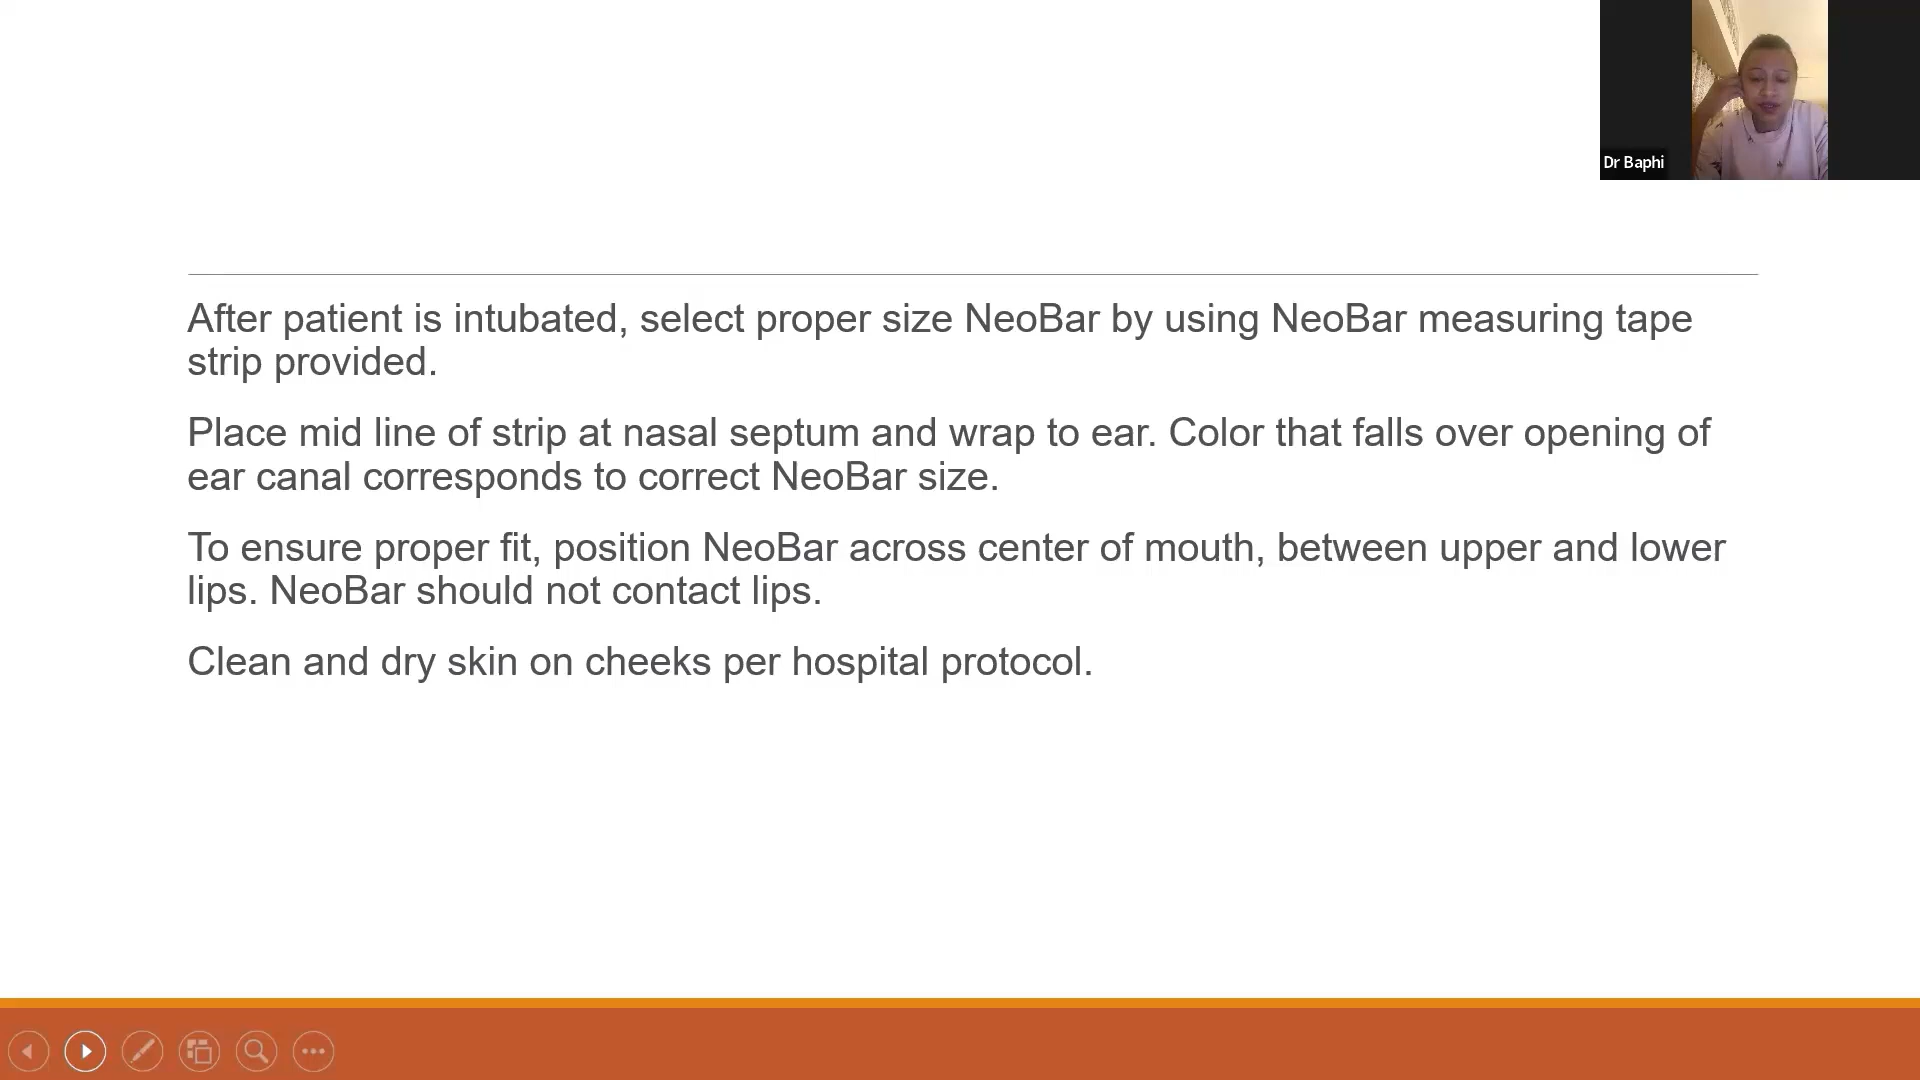 Dr Baphi
After patient is intubated, select proper size NeoBar by using NeoBar measuring tape
strip provided.
Place mid line of strip at nasal septum and wrap to ear. Color that falls over opening of
ear canal corresponds to correct NeoBar size.
To ensure proper fit, position NeoBar across center of mouth, between upper and lower
lips. NeoBar should not contact lips.
Clean and dry skin on cheeks per hospital protocol.